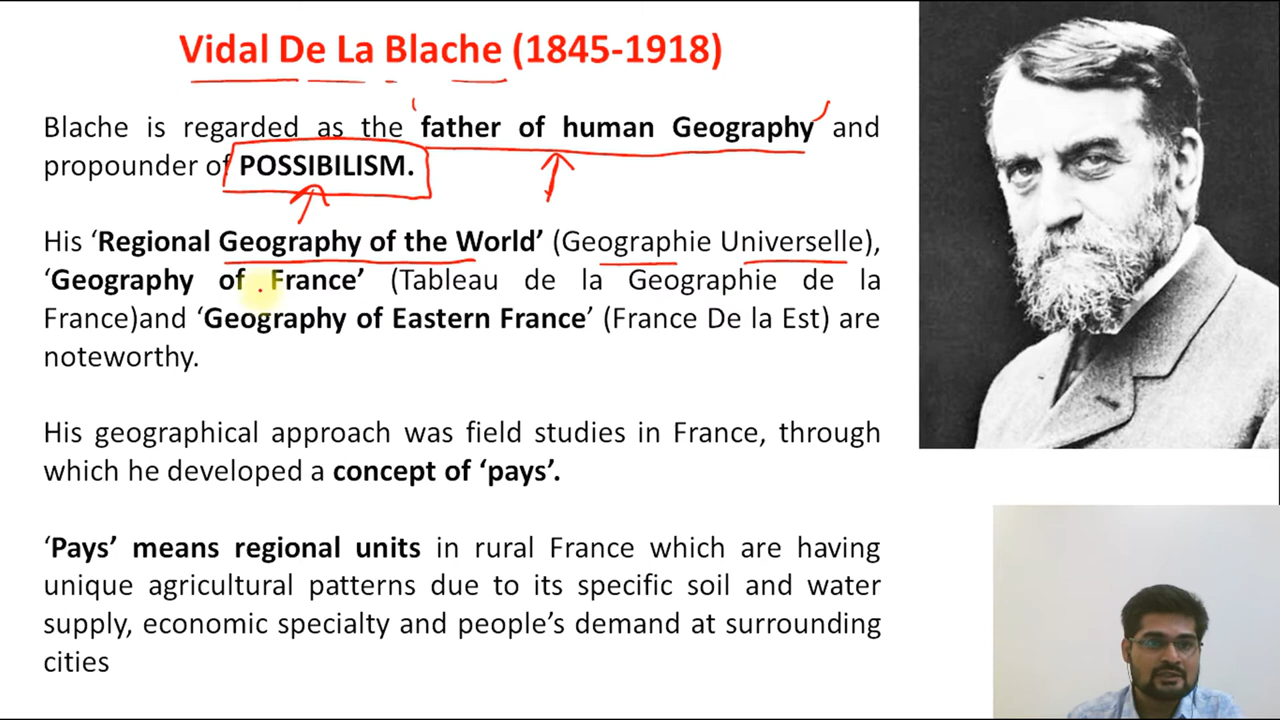 Vidal De La Blache (1845-1918)
Blache is regarded as the father of human Geography and
propounder of POSSIBILISM.
His ‘Regional Geography of the World’ (Geographie Universelle),
‘Geography of France’ (Tableau de la Geographie de la
France)and ‘Geography of Eastern France’ (France De la Est) are
noteworthy.
His geographical approach was field studies in France, through
which he developed a concept of ‘pays’.
‘Pays’ means regional units in rural France which are having
unique agricultural patterns due to its specific soil and water
supply, economic specialty and people’s demand at surrounding
cities